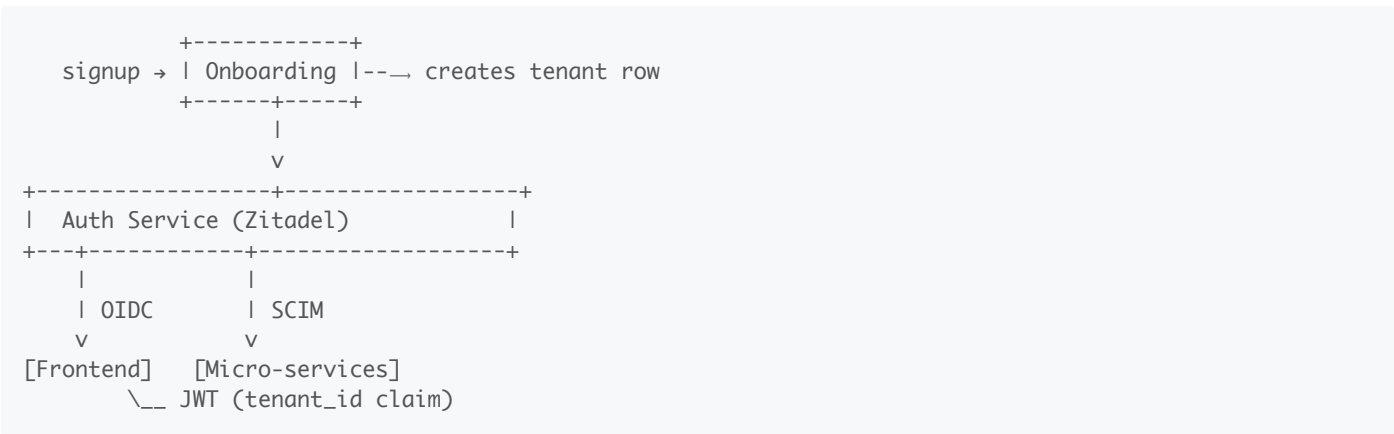 +------------+
   signup → | Onboarding |--→ creates tenant row
            +------+-----+
                   |
                   v
+------------------+------------------+
|  Auth Service (Zitadel)            |
+---+------------+-------------------+
    |            |
    | OIDC       | SCIM
    v            v
[Frontend]   [Micro-services]
        \__ JWT (tenant_id claim)